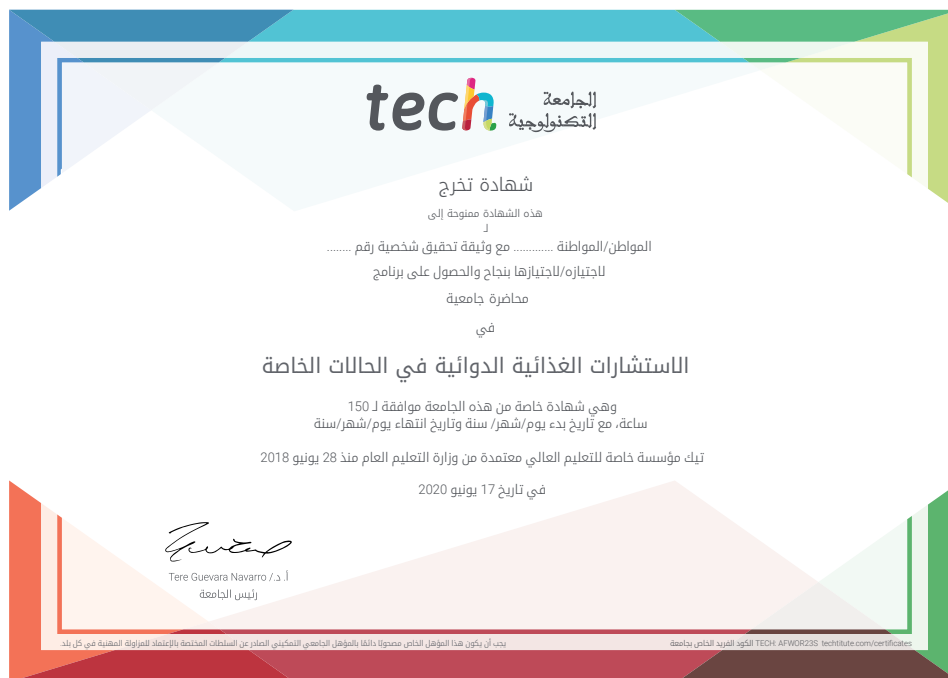 tech الجامعة
التكنولوجية
شهادة تخرج
هذه الشهادة ممنوحة إلى
لـ
المواطن/المواطنة ............. مع وثيقة تحقيق شخصية رقم ........
لاجتيازه/لاجتيازها بنجاح والحصول على برنامج
محاضرة جامعية
في
الاستشارات الغذائية الدوائية في الحالات الخاصة
وهي شهادة خاصة من هذه الجامعة موافقة لـ 150
ساعة، مع تاريخ بدء يوم/شهر/ سنة وتاريخ انتهاء يوم/شهر/سنة
تيك مؤسسة خاصة للتعليم العالي معتمدة من وزارة التعليم العام منذ 28 يونيو 2018
في تاريخ 17 يونيو 2020
أ. د./ Tere Guevara Navarro
رئيس الجامعة
يجب أن يكون هذا المؤهل الخاص مصحوبًا دائمًا بالمؤهل الجامعي التمكيني الصادر عن السلطات المختصة بالإعتماد للمزاولة المهنية في كل بلد.
الكود الفريد الخاص بجامعة TECH: AFWOR23S techtitute.com/certificates